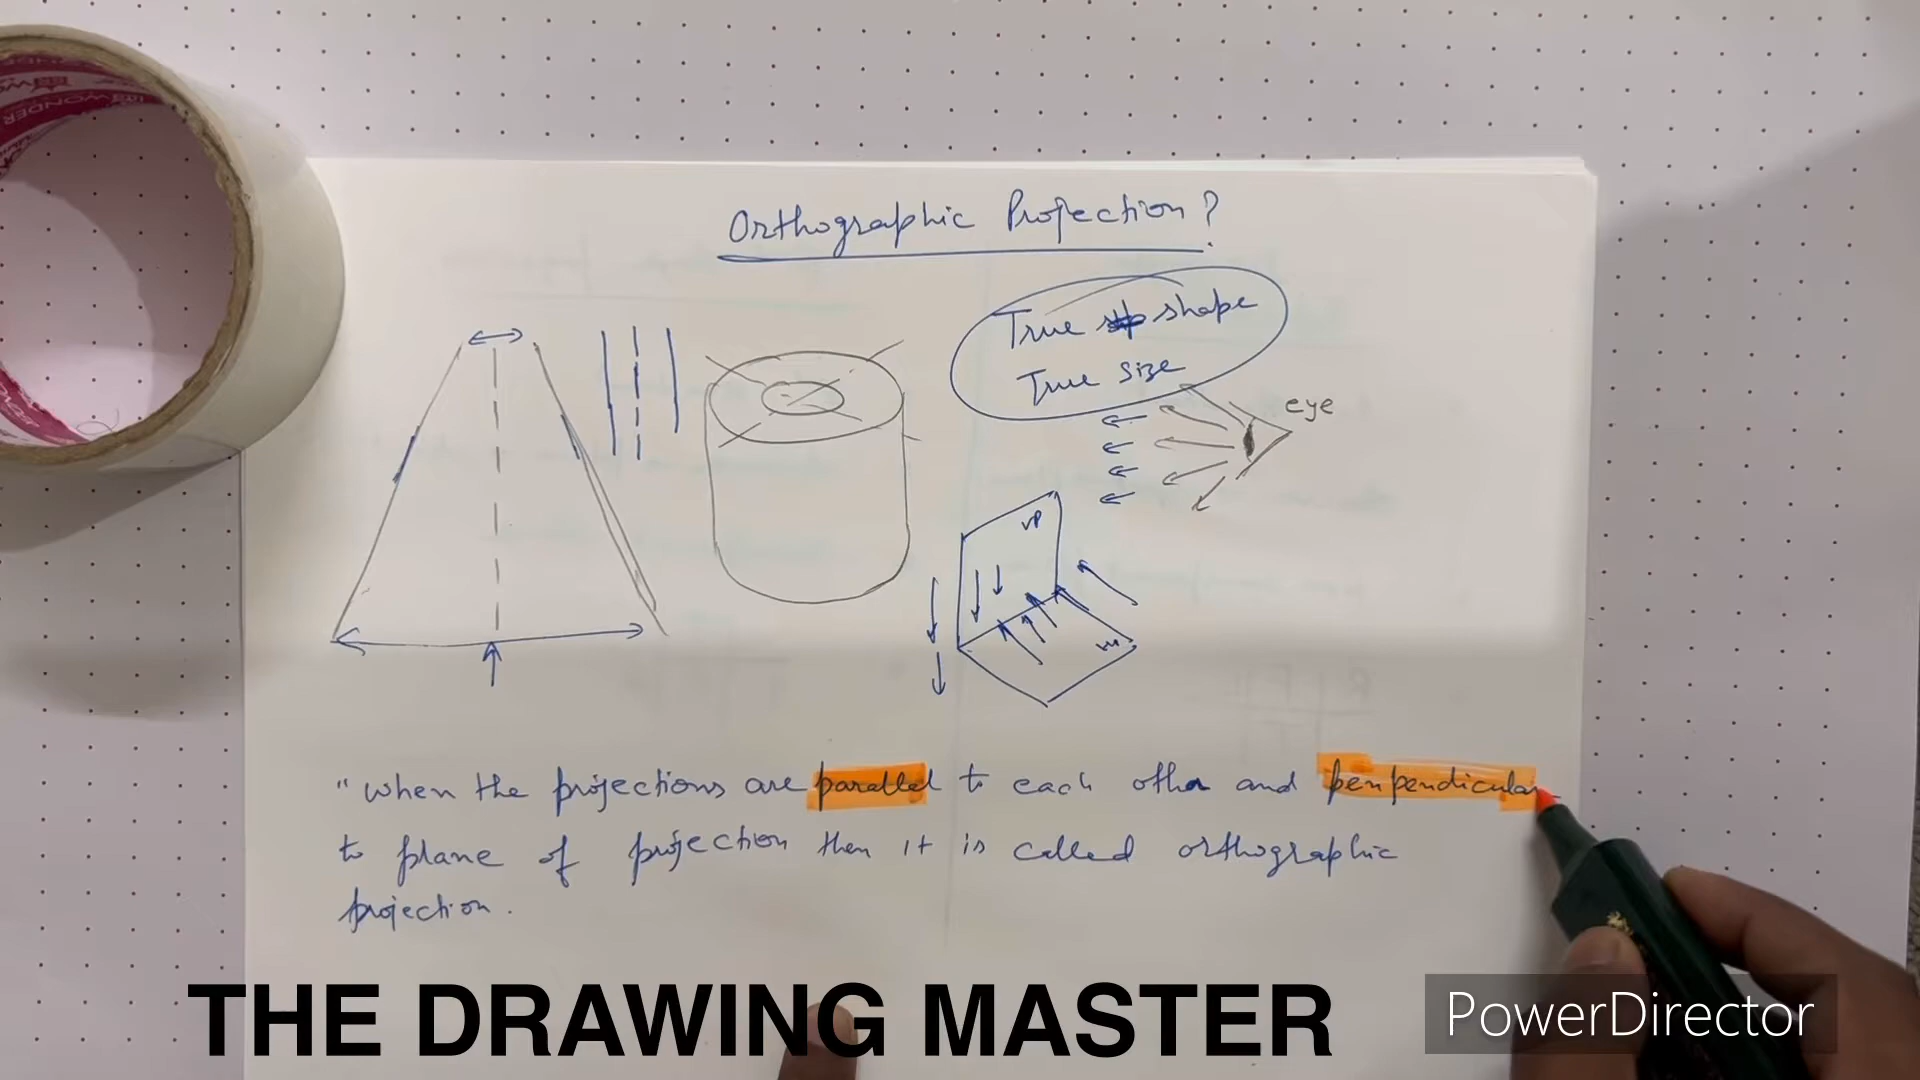 WONDER
Orthographic Projection?
True shape
True size
eye
VP
"when the projections are parallel to each other and perpendicular
to plane of projection then it is called orthographic
projection.
THE DRAWING MASTER
PowerDirector